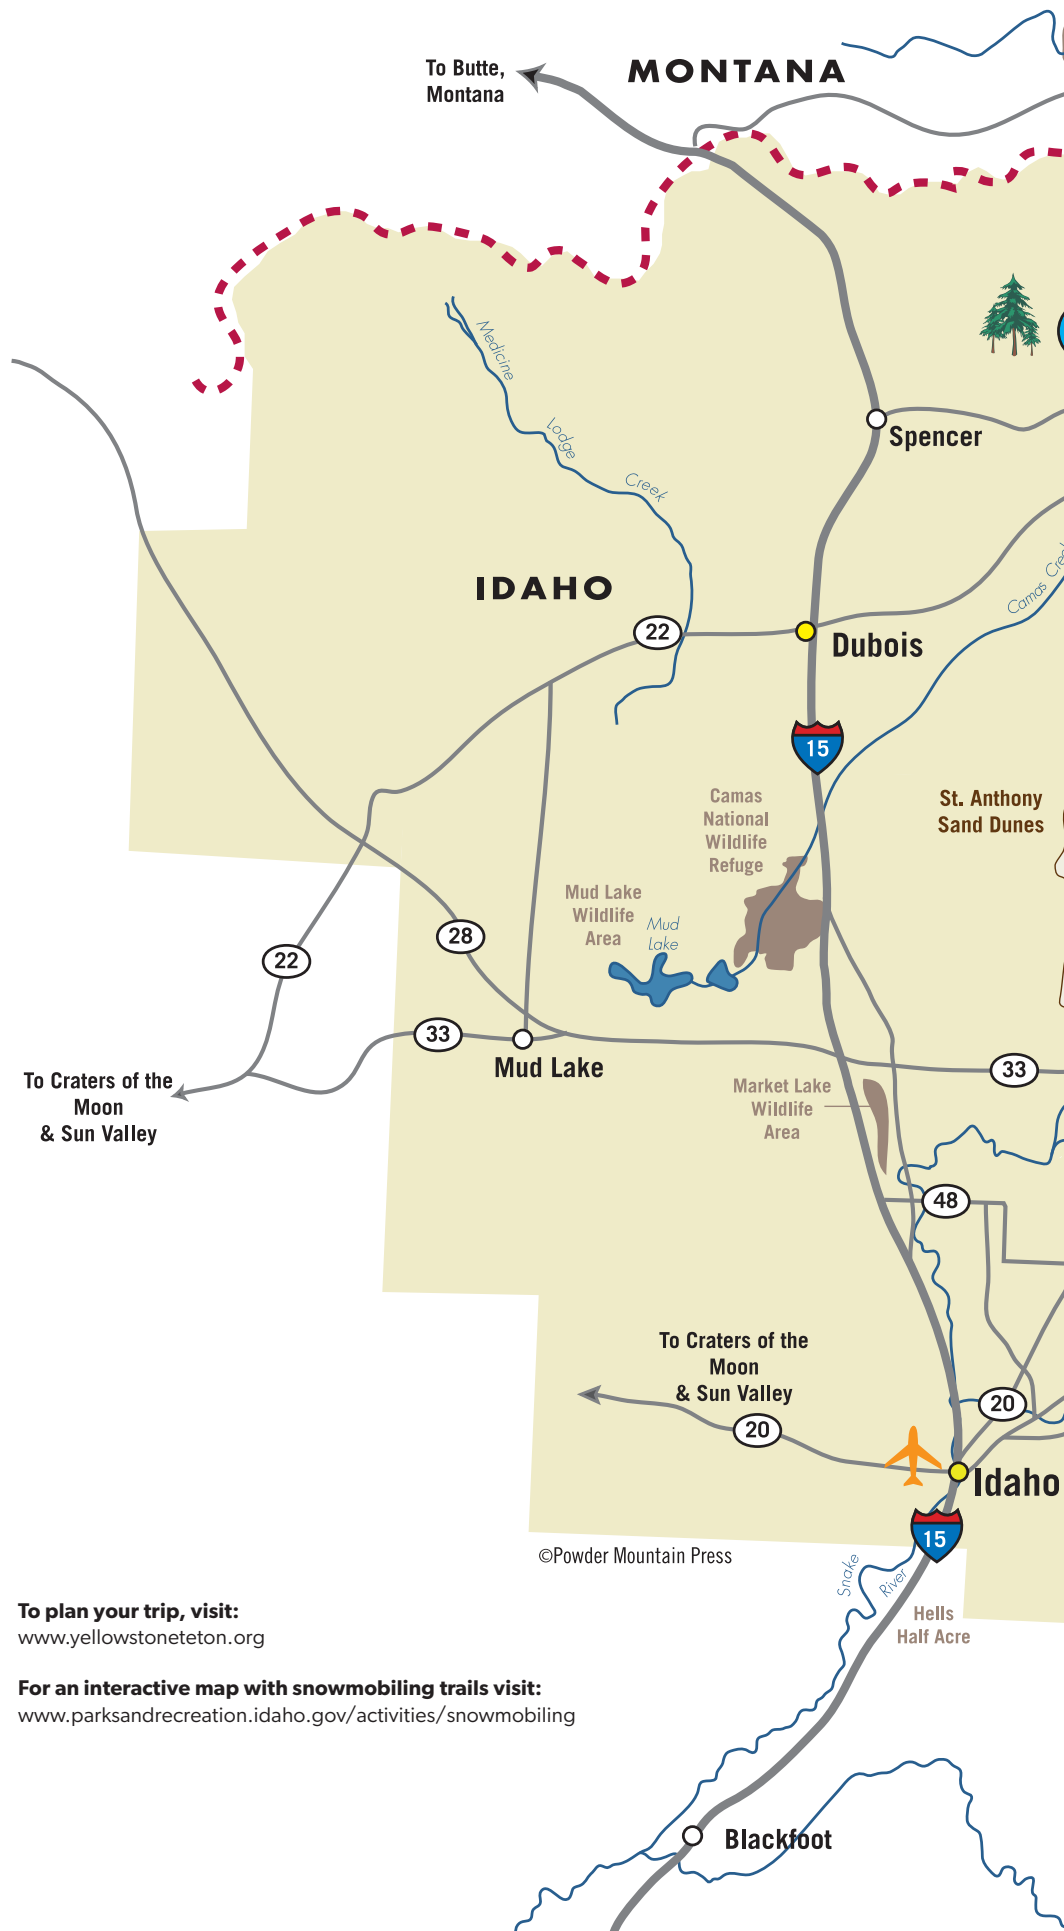 To Butte,
Montana
MONTANA
Medicine
Lodge
Creek
Spencer
IDAHO
Camas Creek
22
Dubois
15
Camas
National
Wildlife
Refuge
St. Anthony
Sand Dunes
Mud Lake
Wildlife
Area
Mud
Lake
28
22
33
Mud Lake
33
To Craters of the
Moon
& Sun Valley
Market Lake
Wildlife
Area
48
To Craters of the
Moon
& Sun Valley
20
20
Idaho
15
©Powder Mountain Press
Snake
River
Hells
Half Acre
To plan your trip, visit:
www.yellowstoneteton.org
For an interactive map with snowmobiling trails visit:
www.parksandrecreation.idaho.gov/activities/snowmobiling
Blackfoot